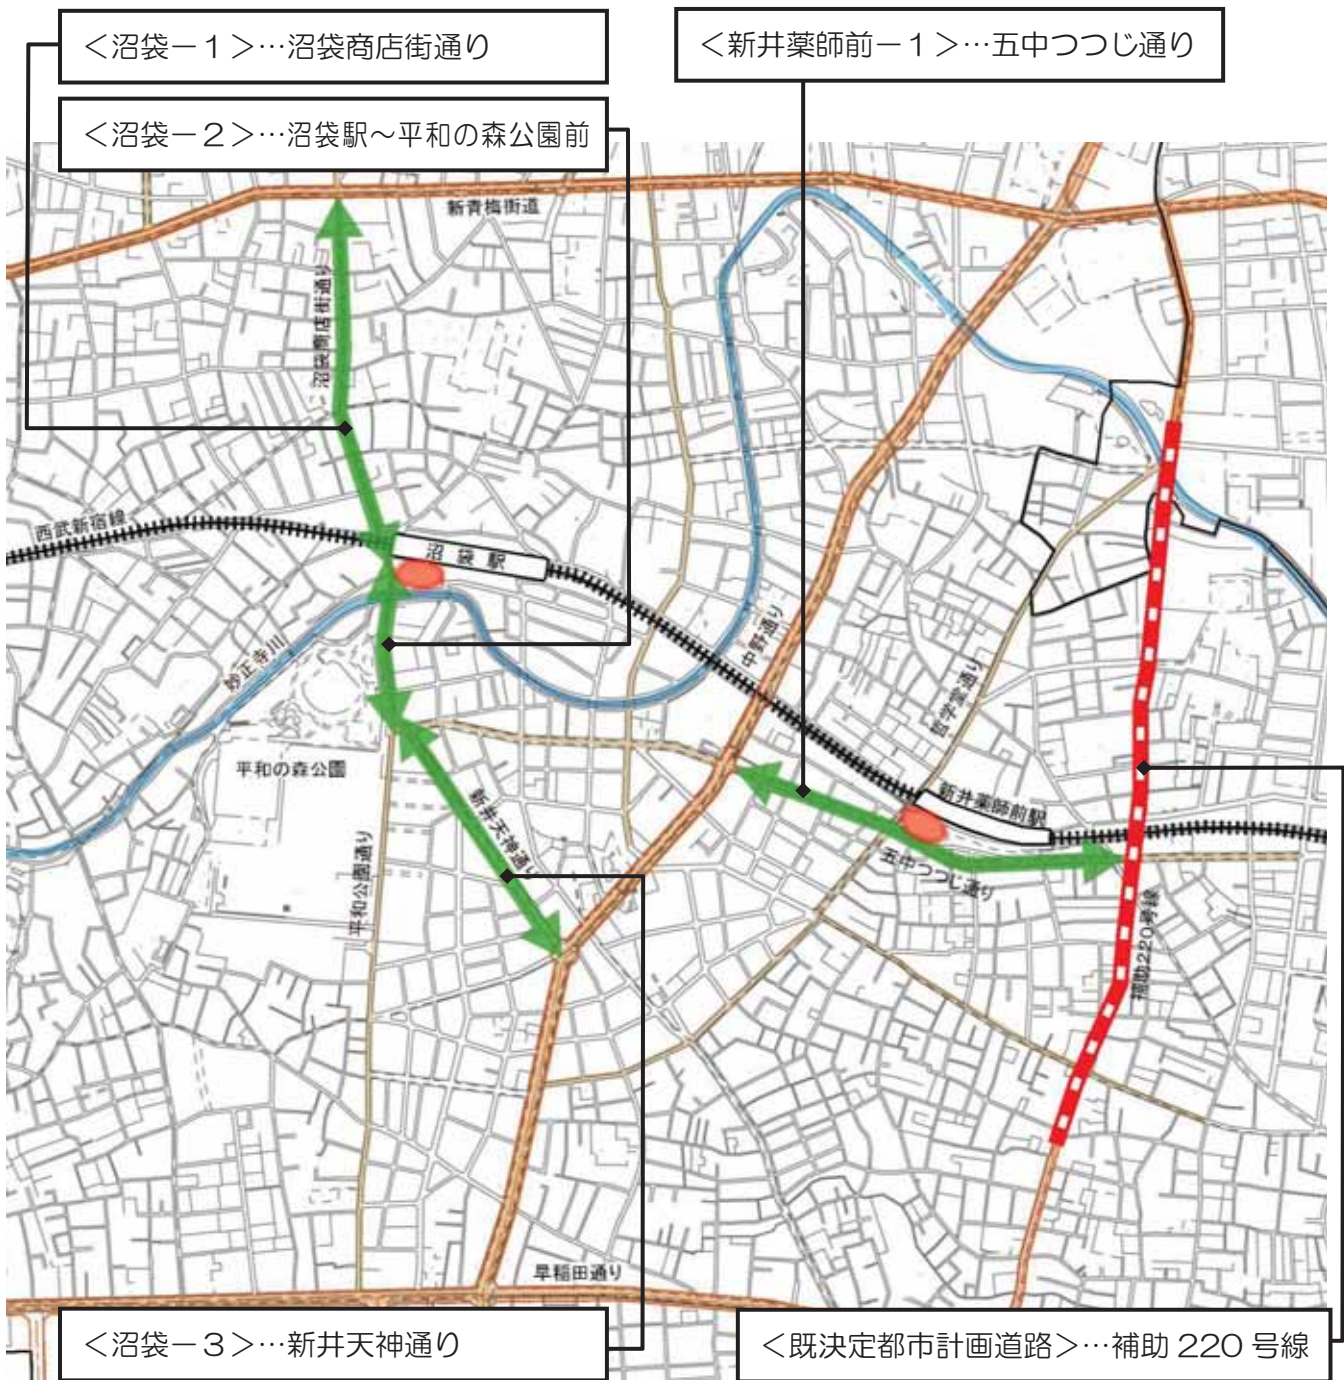 ＜沼袋－１＞…沼袋商店街通り
＜新井薬師前－１＞…五中つつじ通り
＜沼袋－２＞…沼袋駅～平和の森公園前
新青梅街道
沼袋商店街通り
西武新宿線
沼袋駅
妙正寺川
中野通り
哲学堂通り
平和の森公園
新井天神通り
新井薬師前駅
五中つつじ通り
平和公園通り
補助220号線
早稲田通り
＜沼袋－３＞…新井天神通り
＜既決定都市計画道路＞…補助 220 号線